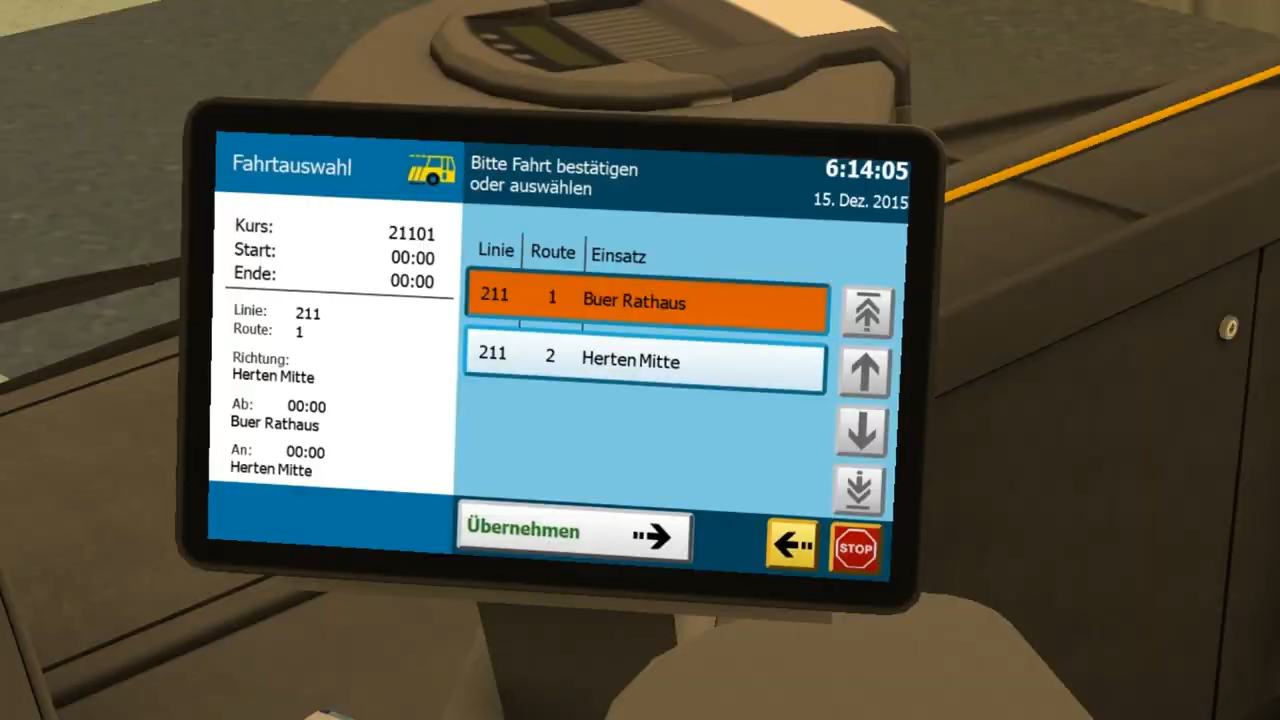 Fahrtauswahl
Bitte Fahrt bestätigen
oder auswählen
6:14:05
15. Dez. 2015
Kurs: 21101
Start: 00:00
Ende: 00:00
Linie: 211
Route: 1
Richtung:
Herten Mitte
Ab: 00:00
Buer Rathaus
An: 00:00
Herten Mitte
Linie Route Einsatz
211 1 Buer Rathaus
211 2 Herten Mitte
Übernehmen
STOP